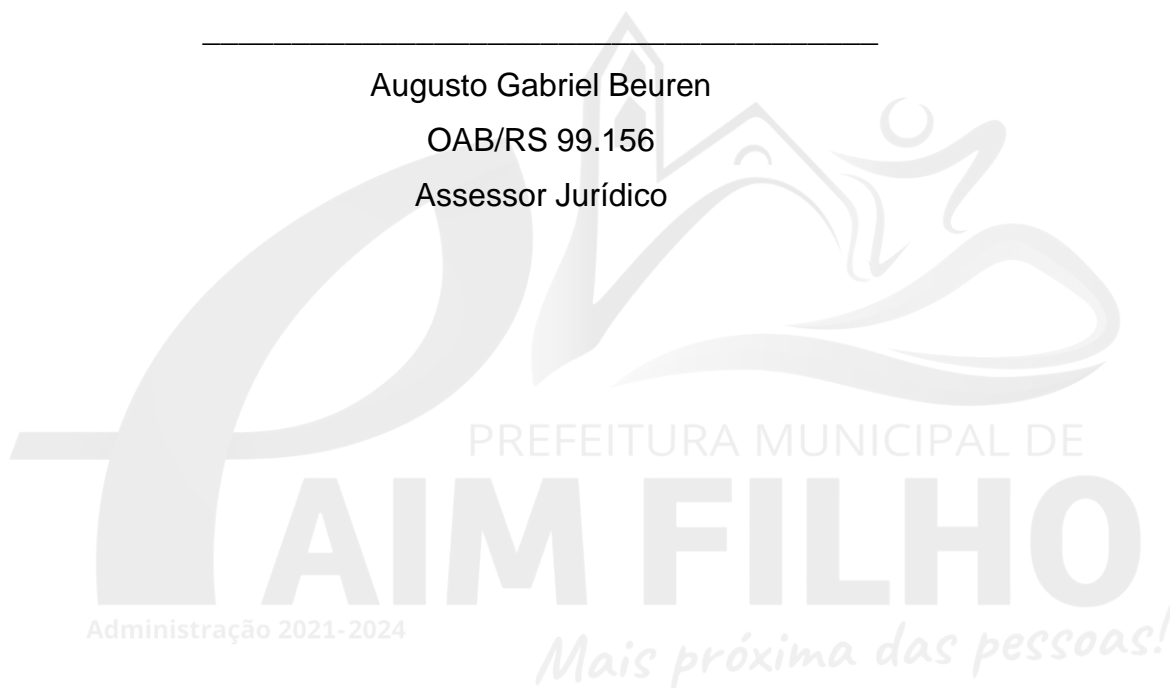 Augusto Gabriel Beuren
OAB/RS 99.156
Assessor Jurídico
PREFEITURA MUNICIPAL DE
PAIM FILHO
Administração 2021-2024
Mais próxima das pessoas!